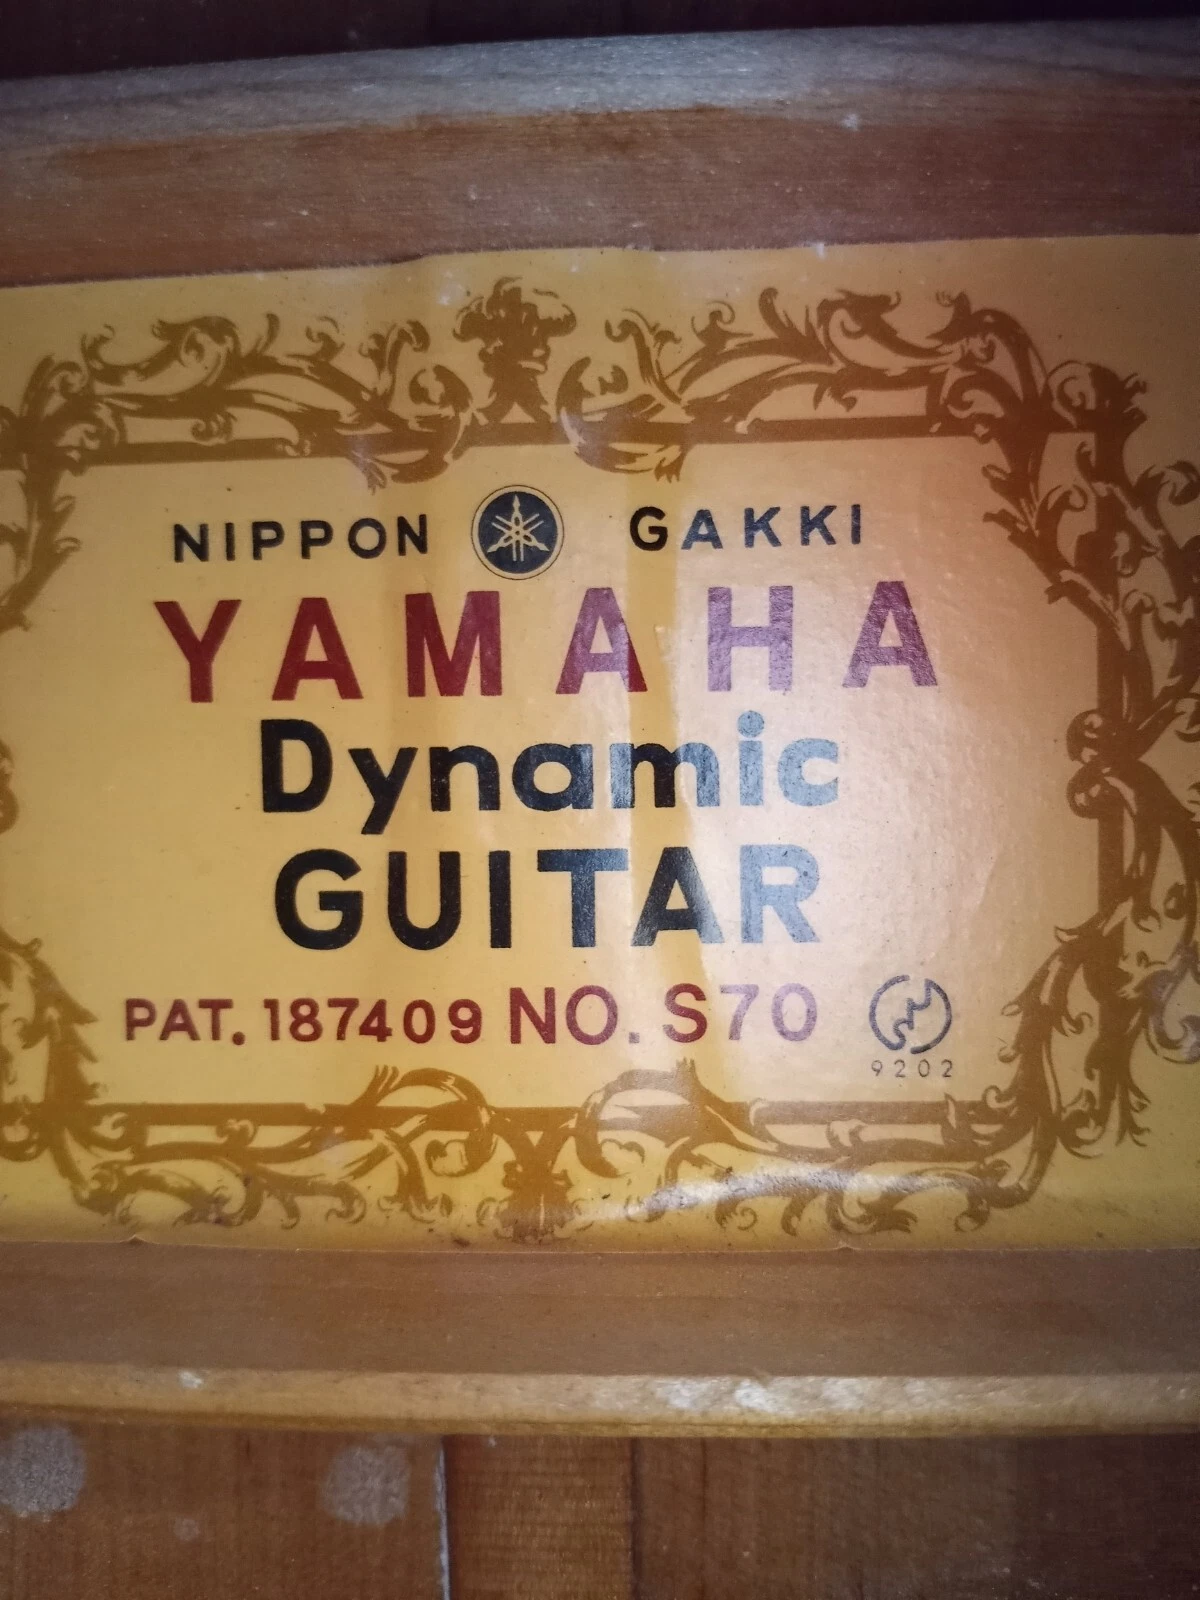 NIPPON GAKKI
YAMAHA
Dynamic
GUITAR
PAT. 187409 NO. S70
9202